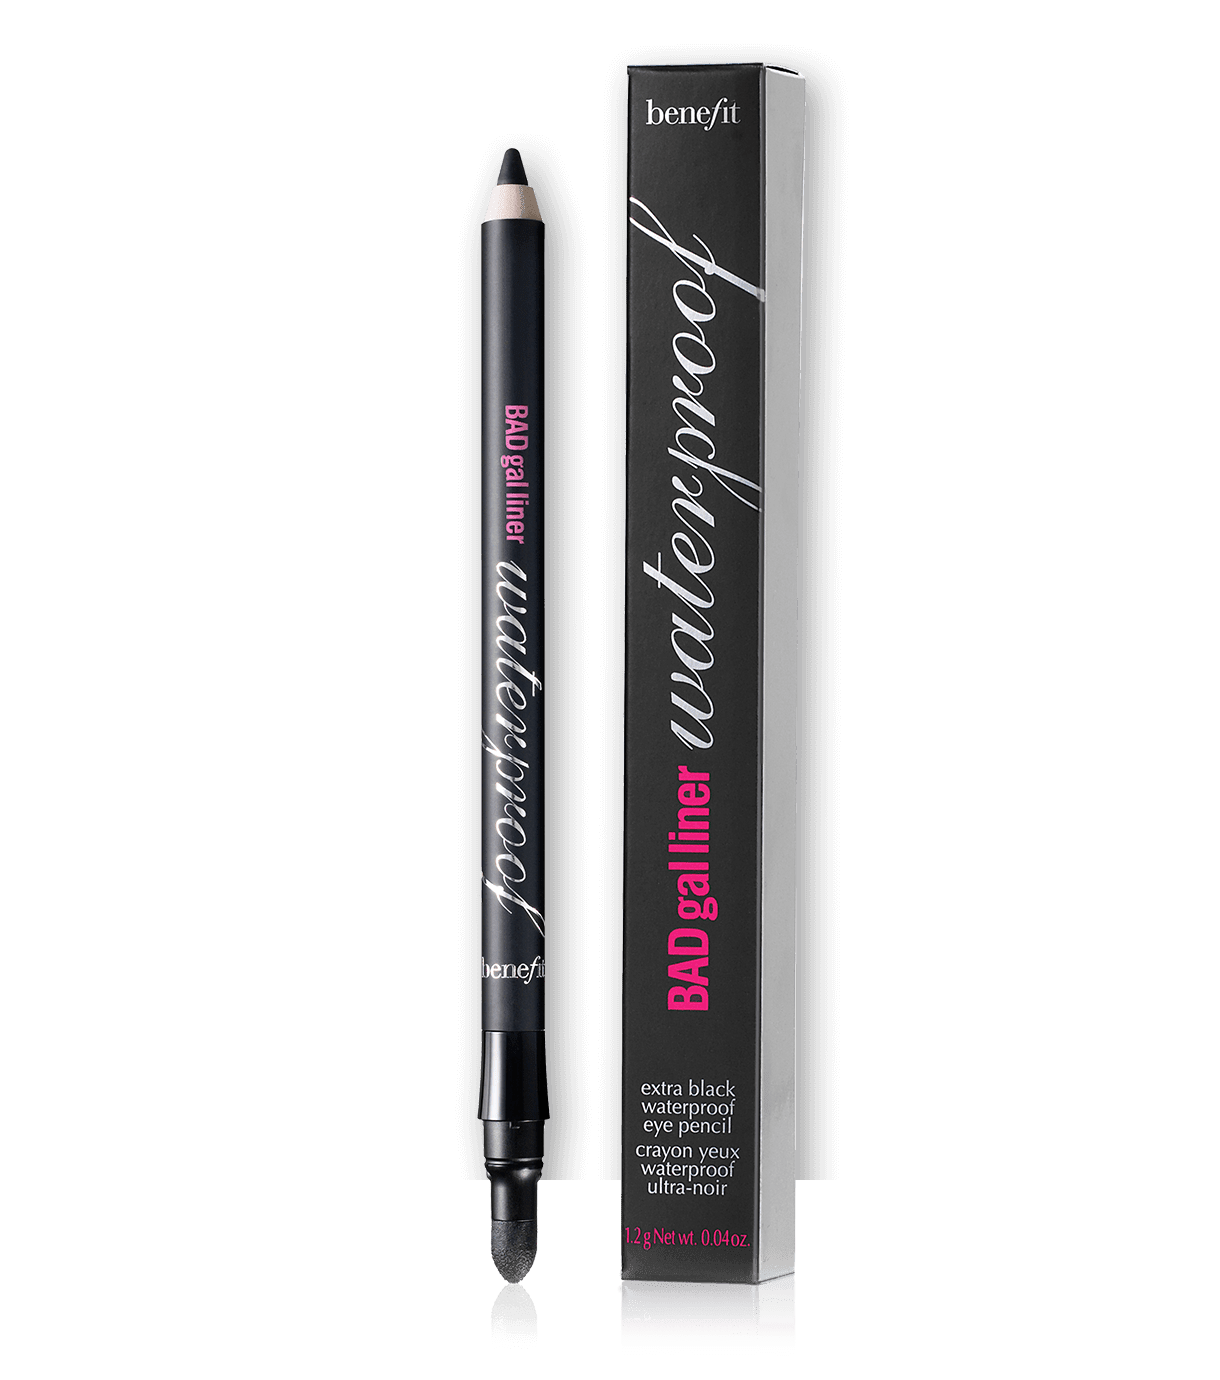 BAD gal liner waterproof
benefit
benefit
BAD gal liner waterproof
extra black
waterproof
eye pencil
crayon yeux
waterproof
ultra-noir
1.2 g Net wt. 0.04 oz.